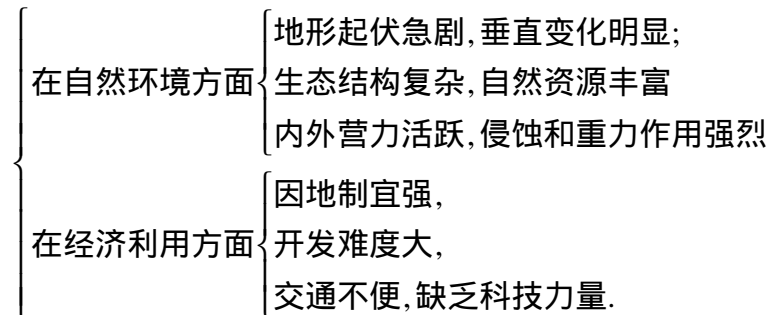 地形起伏急剧,垂直变化明显;
在自然环境方面 生态结构复杂,自然资源丰富
内外营力活跃,侵蚀和重力作用强烈
因地制宜强,
在经济利用方面 开发难度大,
交通不便,缺乏科技力量.